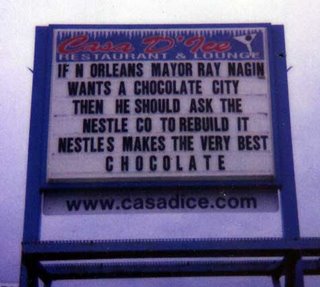 Casa D'Ice
RESTAURANT & LOUNGE
IF N ORLEANS MAYOR RAY NAGIN
WANTS A CHOCOLATE CITY
THEN HE SHOULD ASK THE
NESTLE CO TO REBUILD IT
NESTLES MAKES THE VERY BEST
CHOCOLATE
www.casadice.com